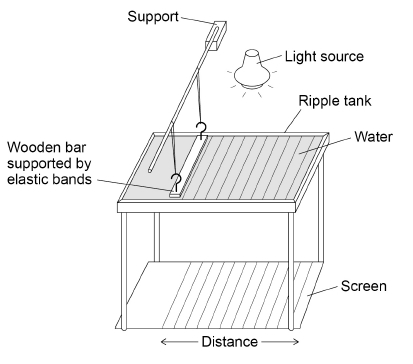 Support
Light source
Ripple tank
Water
Wooden bar
supported by
elastic bands
Screen
Distance